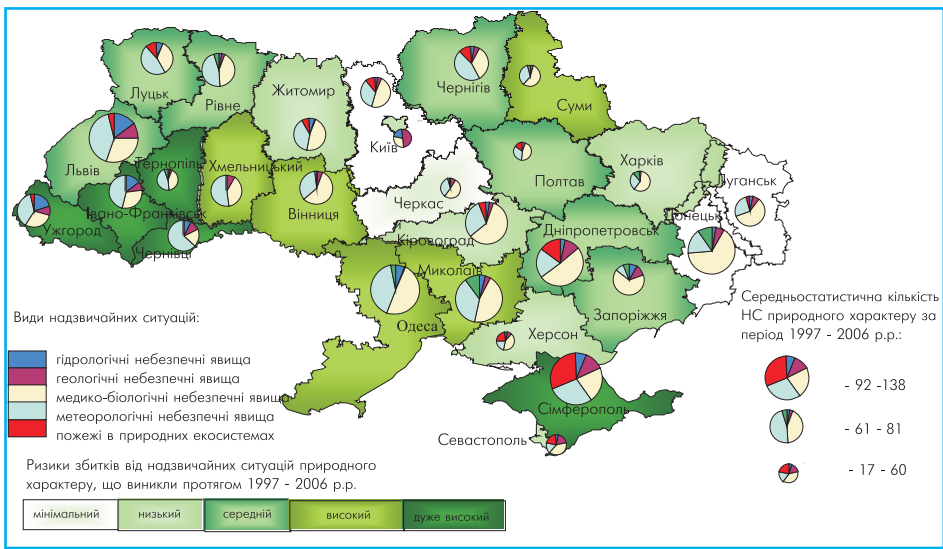 Луцьк
Рівне
Житомир
Чернігів
Суми
Київ
Львів
Тернопіль
Хмельницький
Вінниця
Черкас
Полтав
Харків
Луганськ
Івано-Франківськ
Ужгород
Чернівці
Кіровоград
Дніпропетровськ
Донецьк
Миколаїв
Одеса
Запоріжжя
Херсон
Сімферополь
Севастополь
Види надзвичайних ситуацій:
гідрологічні небезпечні явища
геологічні небезпечні явища
медико-біологічні небезпечні явища
метеорологічні небезпечні явища
пожежі в природних екосистемах
Ризики збитків від надзвичайних ситуацій природного
характеру, що виникли протягом 1997 - 2006 р.р.
мінімальний
низький
середній
високий
дуже високий
Середньостатистична кількість
НС природного характеру за
період 1997 - 2006 р.р.:
- 92 -138
- 61 - 81
- 17 - 60